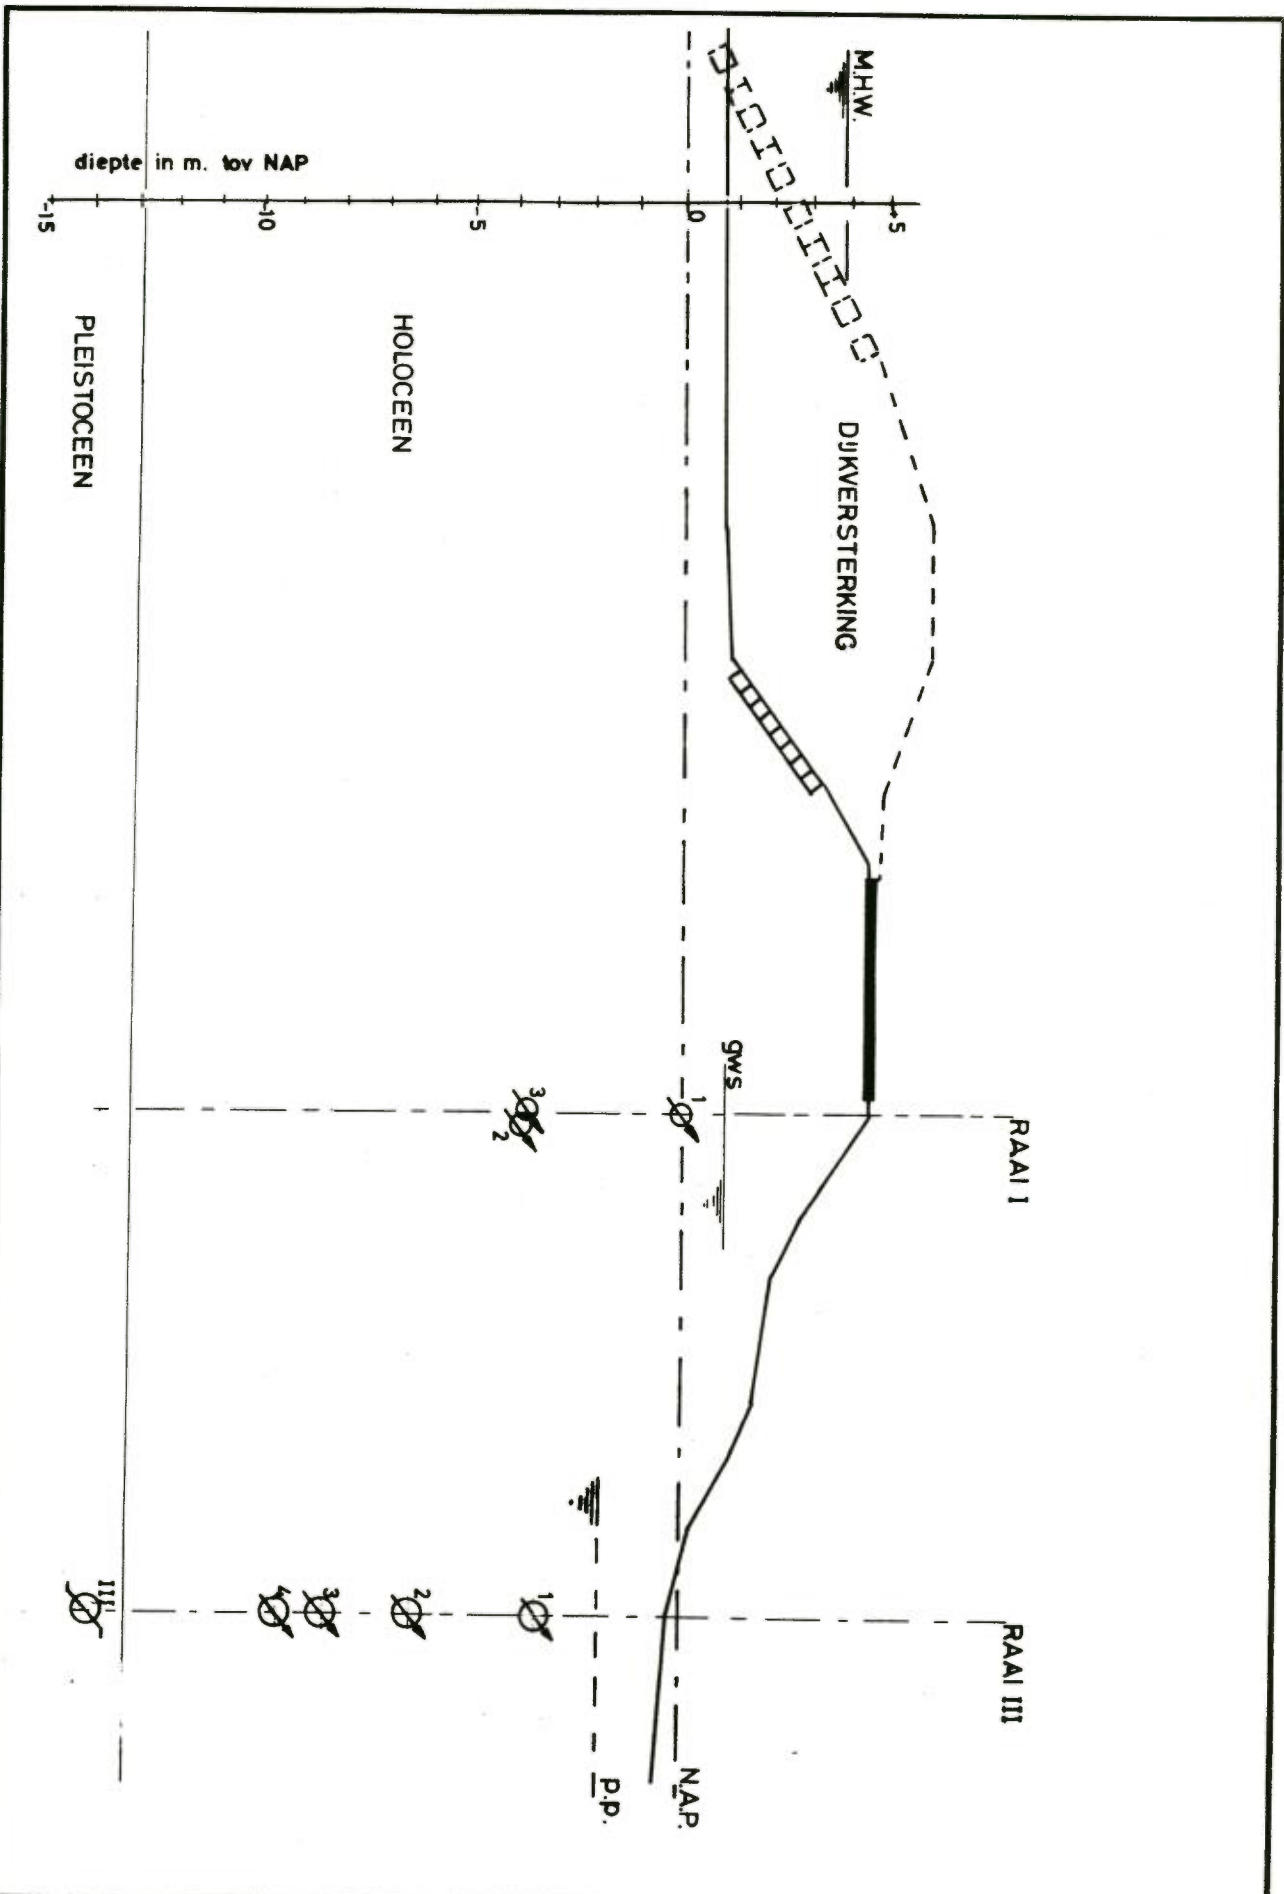 M.H.W.
diepte in m. tov NAP
+5
0
-5
-10
-15
DIJKVERSTERKING
HOLOCEEN
PLEISTOCEEN
RAAI I
gws
1
3
2
RAAI III
N.A.P.
p.p.
1
2
3
4
III